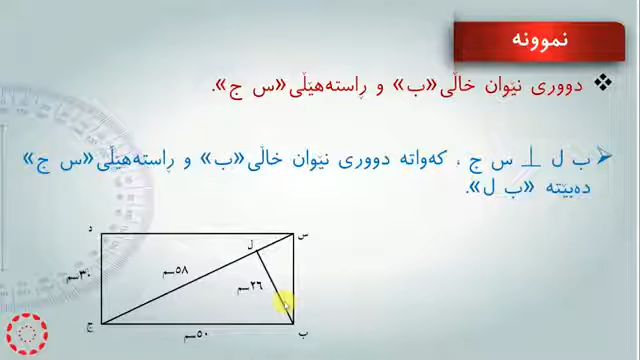 نموونە
دووری نێوان خاڵی «ب» و ڕاستەهێڵی «س ج».
ب ل ⊥ س ج ، کەواتە دووری نێوان خاڵی «ب» و ڕاستەهێڵی «س ج»
دەبێتە «ب ل».
د
س
ل
٣٠سم
٥٨سم
٢٦سم
ج
ب
٥٠سم